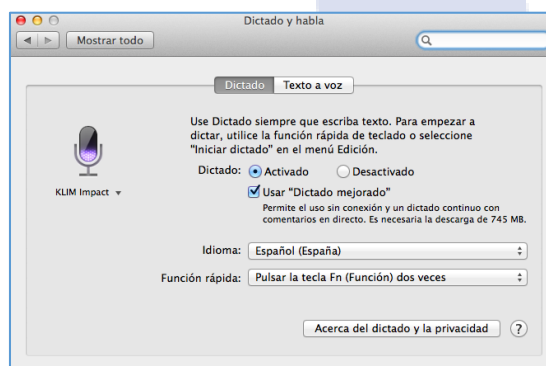 Dictado y habla
Mostrar todo
Dictado Texto a voz
Use Dictado siempre que escriba texto. Para empezar a
dictar, utilice la función rápida de teclado o seleccione
"Iniciar dictado" en el menú Edición.
Dictado: Activado Desactivado
KLIM Impact
Usar "Dictado mejorado"
Permite el uso sin conexión y un dictado continuo con
comentarios en directo. Es necesaria la descarga de 745 MB.
Idioma: Español (España)
Función rápida: Pulsar la tecla Fn (Función) dos veces
Acerca del dictado y la privacidad ?